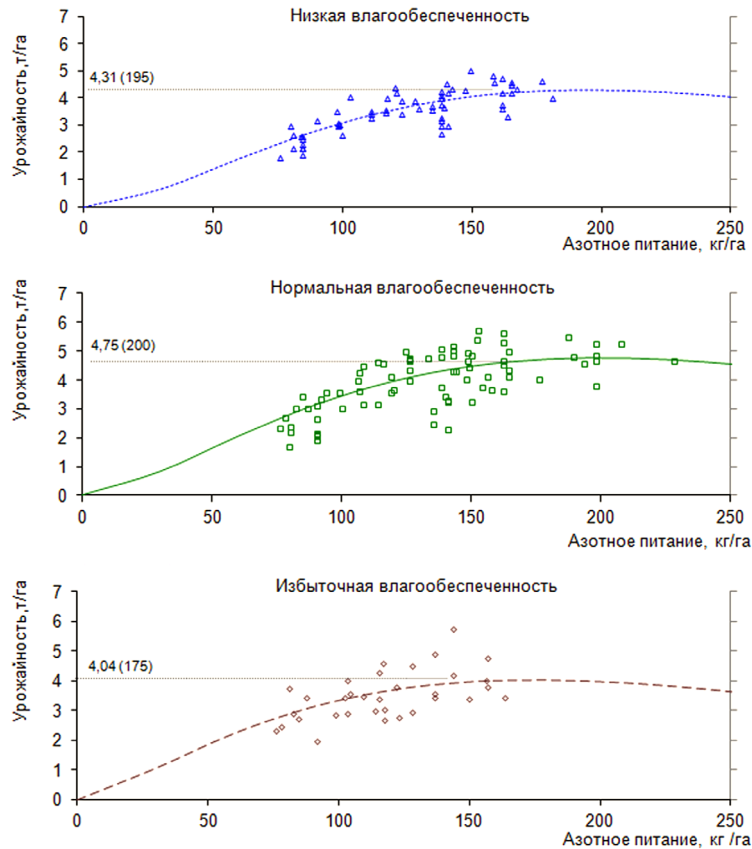 Низкая влагообеспеченность
Урожайность,т/га
7
6
5
4
3
2
1
0
4,31 (195)
0 50 100 150 200 250
Азотное питание, кг/га
Нормальная влагообеспеченность
Урожайность,т/га
7
6
5
4
3
2
1
0
4,75 (200)
0 50 100 150 200 250
Азотное питание, кг/га
Избыточная влагообеспеченность
Урожайность,т/га
7
6
5
4
3
2
1
0
4,04 (175)
0 50 100 150 200 250
Азотное питание, кг/га